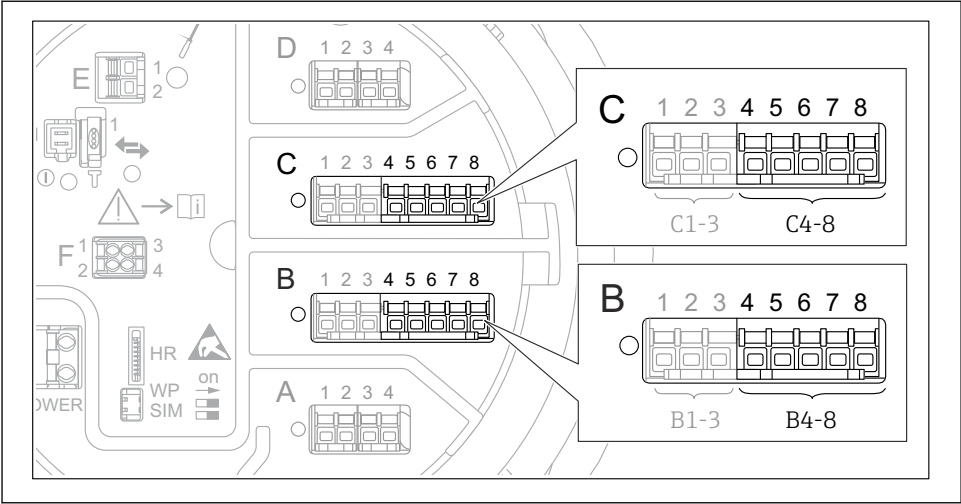 D 1 2 3 4
E 1
2
1
C 1 2 3 4 5 6 7 8
i
F 1 3
2 4
B 1 2 3 4 5 6 7 8
HR
WP on
SIM
OWER
A 1 2 3 4
C 1 2 3 4 5 6 7 8
C1-3 C4-8
B 1 2 3 4 5 6 7 8
B1-3 B4-8